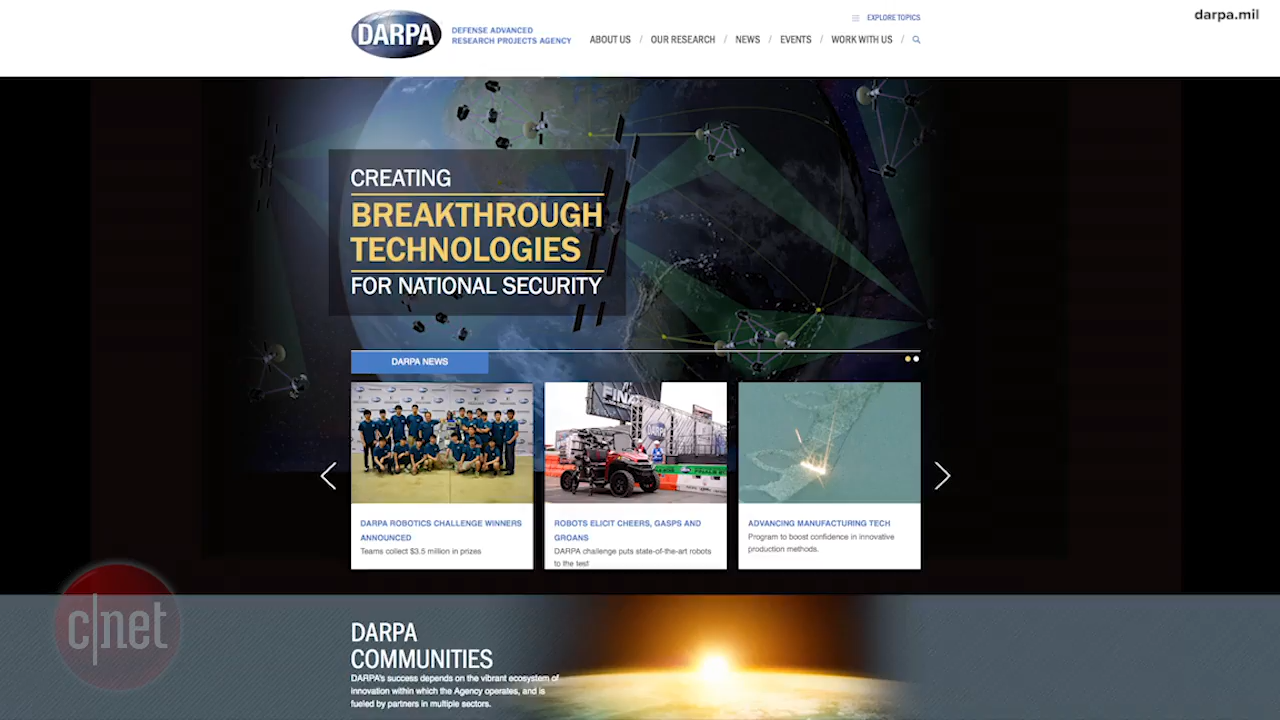 darpa.mil
EXPLORE TOPICS
DARPA
DEFENSE ADVANCED
RESEARCH PROJECTS AGENCY
ABOUT US / OUR RESEARCH / NEWS / EVENTS / WORK WITH US /
CREATING
BREAKTHROUGH
TECHNOLOGIES
FOR NATIONAL SECURITY
DARPA NEWS
FINA
DARPA
DARPA ROBOTICS CHALLENGE WINNERS
ANNOUNCED
Teams collect $3.5 million in prizes
ROBOTS ELICIT CHEERS, GASPS AND
GROANS
DARPA challenge puts state-of-the-art robots
to the test
ADVANCING MANUFACTURING TECH
Program to boost confidence in innovative
production methods.
c|net
DARPA
COMMUNITIES
DARPA's success depends on the vibrant ecosystem of
innovation within which the Agency operates, and is
fueled by partners in multiple sectors.